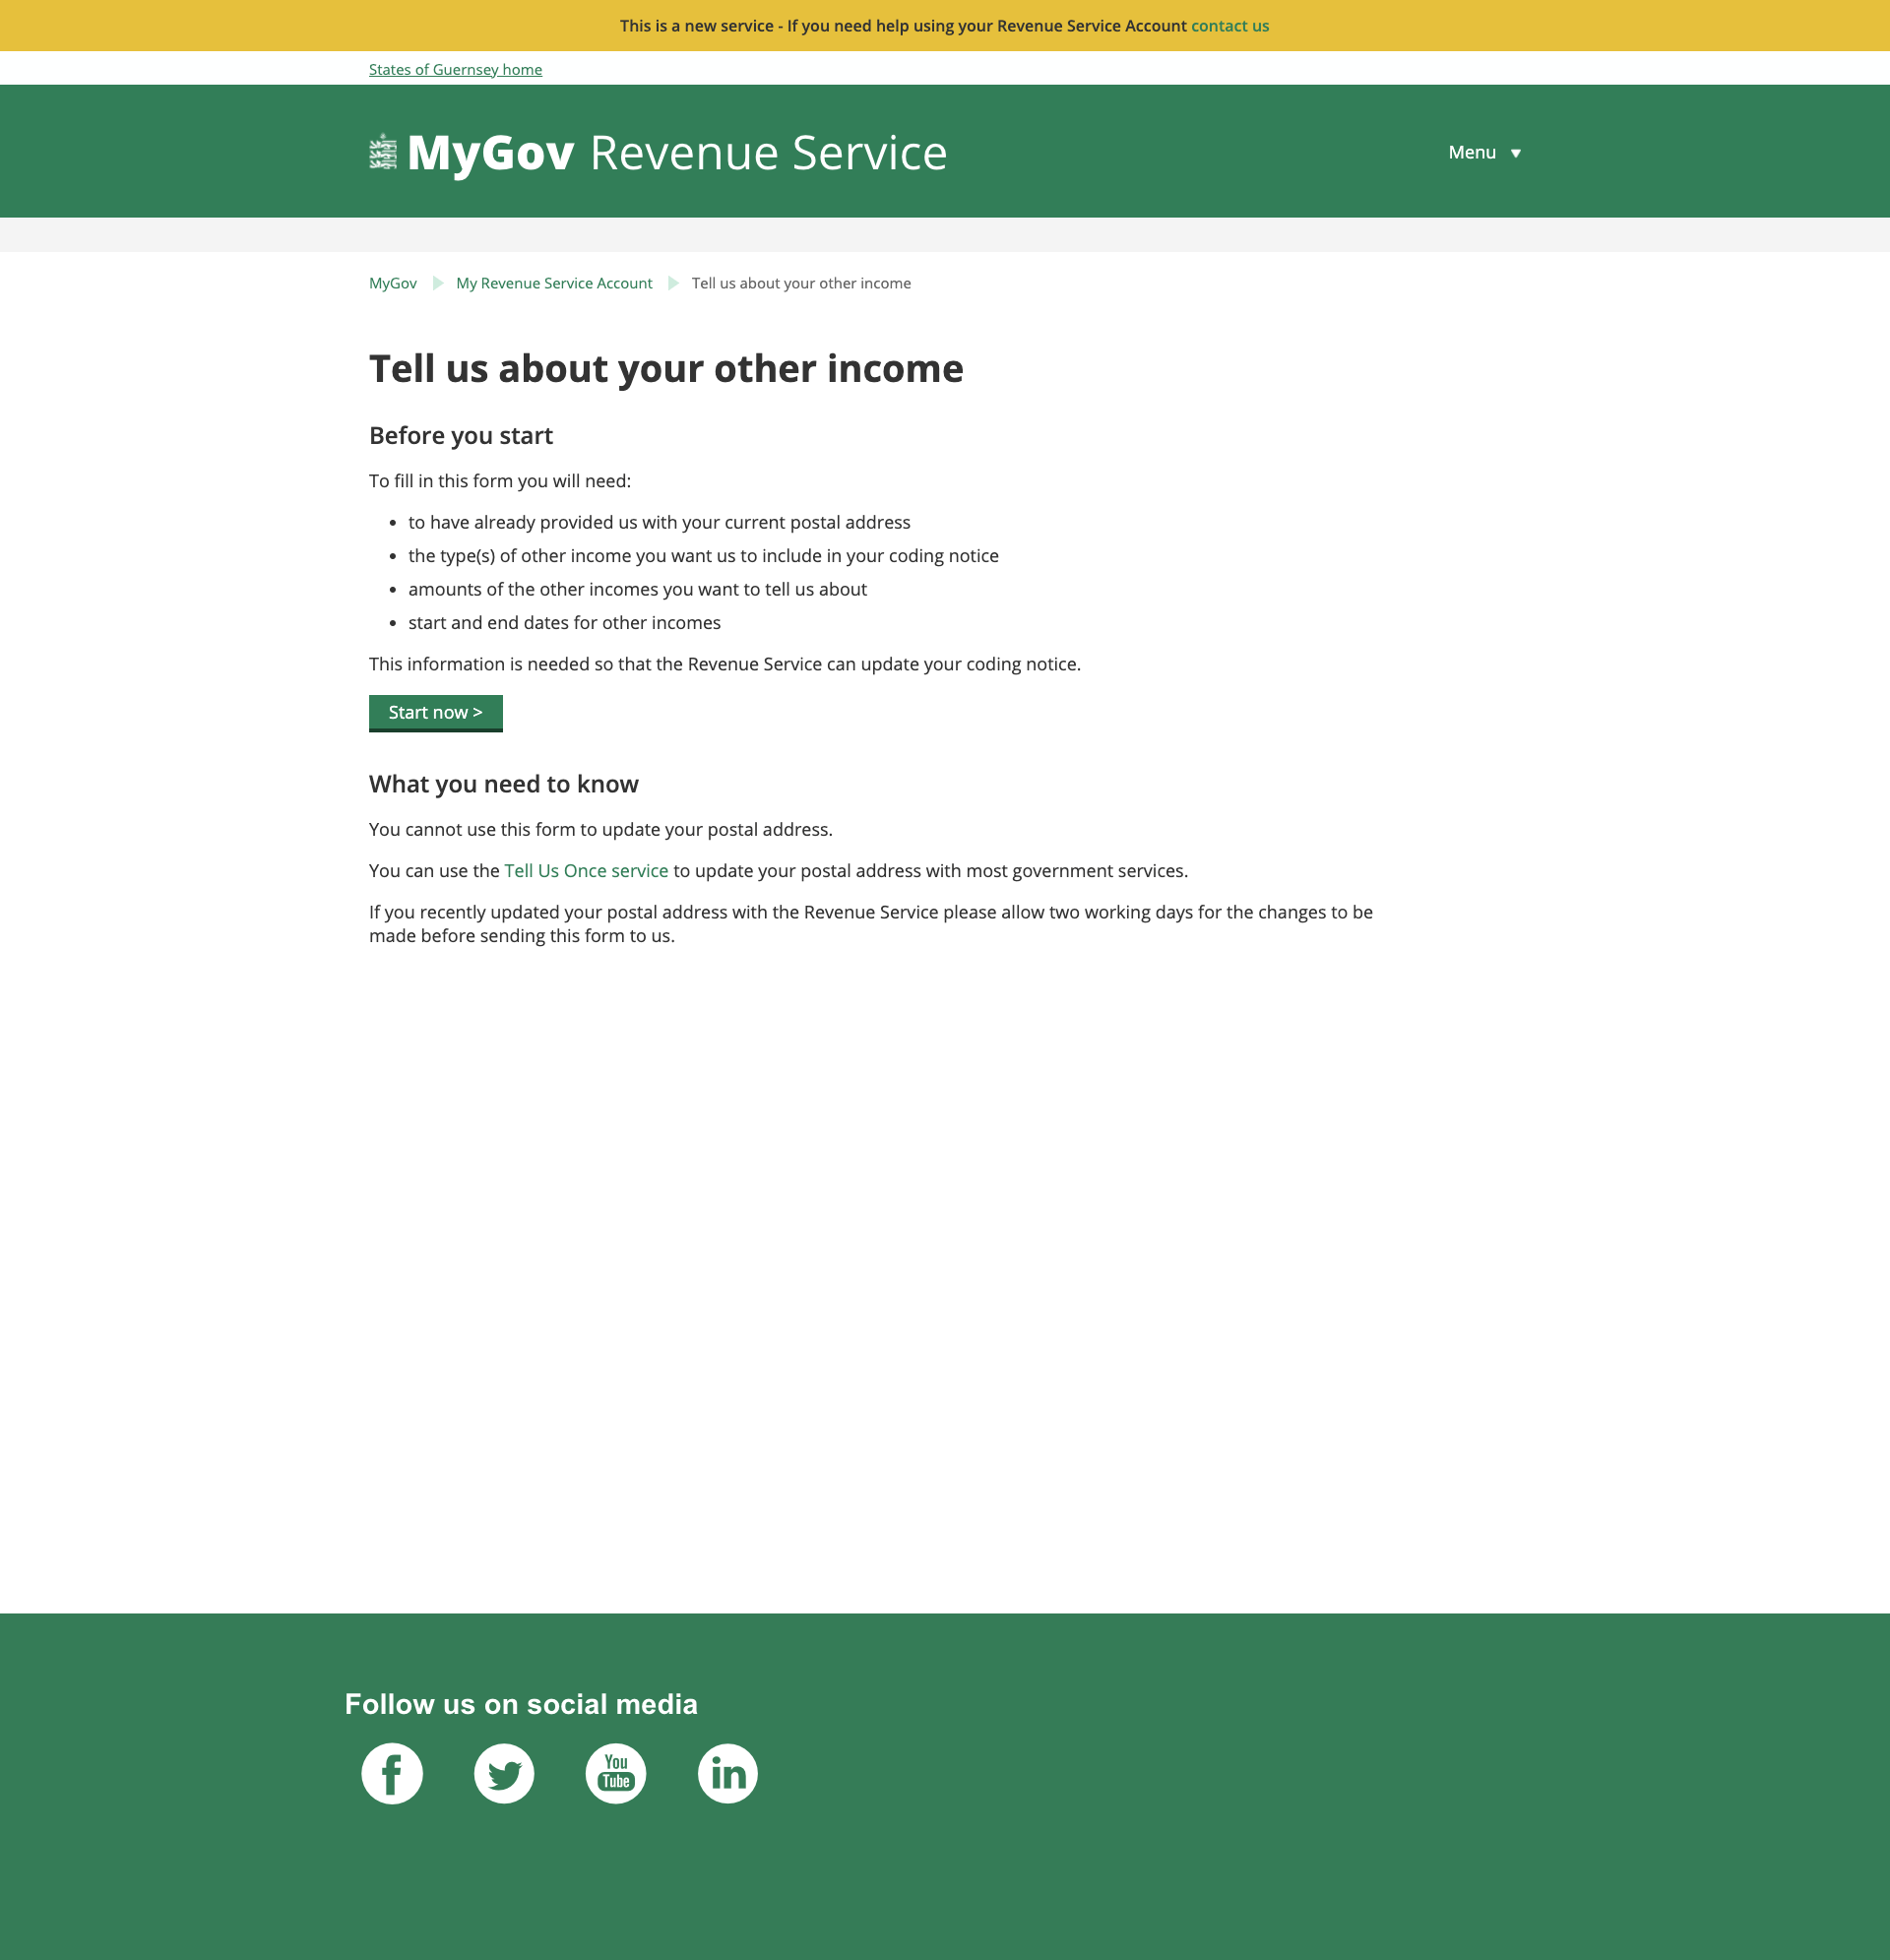 This is a new service - If you need help using your Revenue Service Account contact us
States of Guernsey home
MyGov Revenue Service
Menu
MyGov
My Revenue Service Account
Tell us about your other income
Tell us about your other income
Before you start
To fill in this form you will need:
to have already provided us with your current postal address
the type(s) of other income you want us to include in your coding notice
amounts of the other incomes you want to tell us about
start and end dates for other incomes
This information is needed so that the Revenue Service can update your coding notice.
Start now >
What you need to know
You cannot use this form to update your postal address.
You can use the Tell Us Once service to update your postal address with most government services.
If you recently updated your postal address with the Revenue Service please allow two working days for the changes to be
made before sending this form to us.
Follow us on social media
f
You
Tube
in